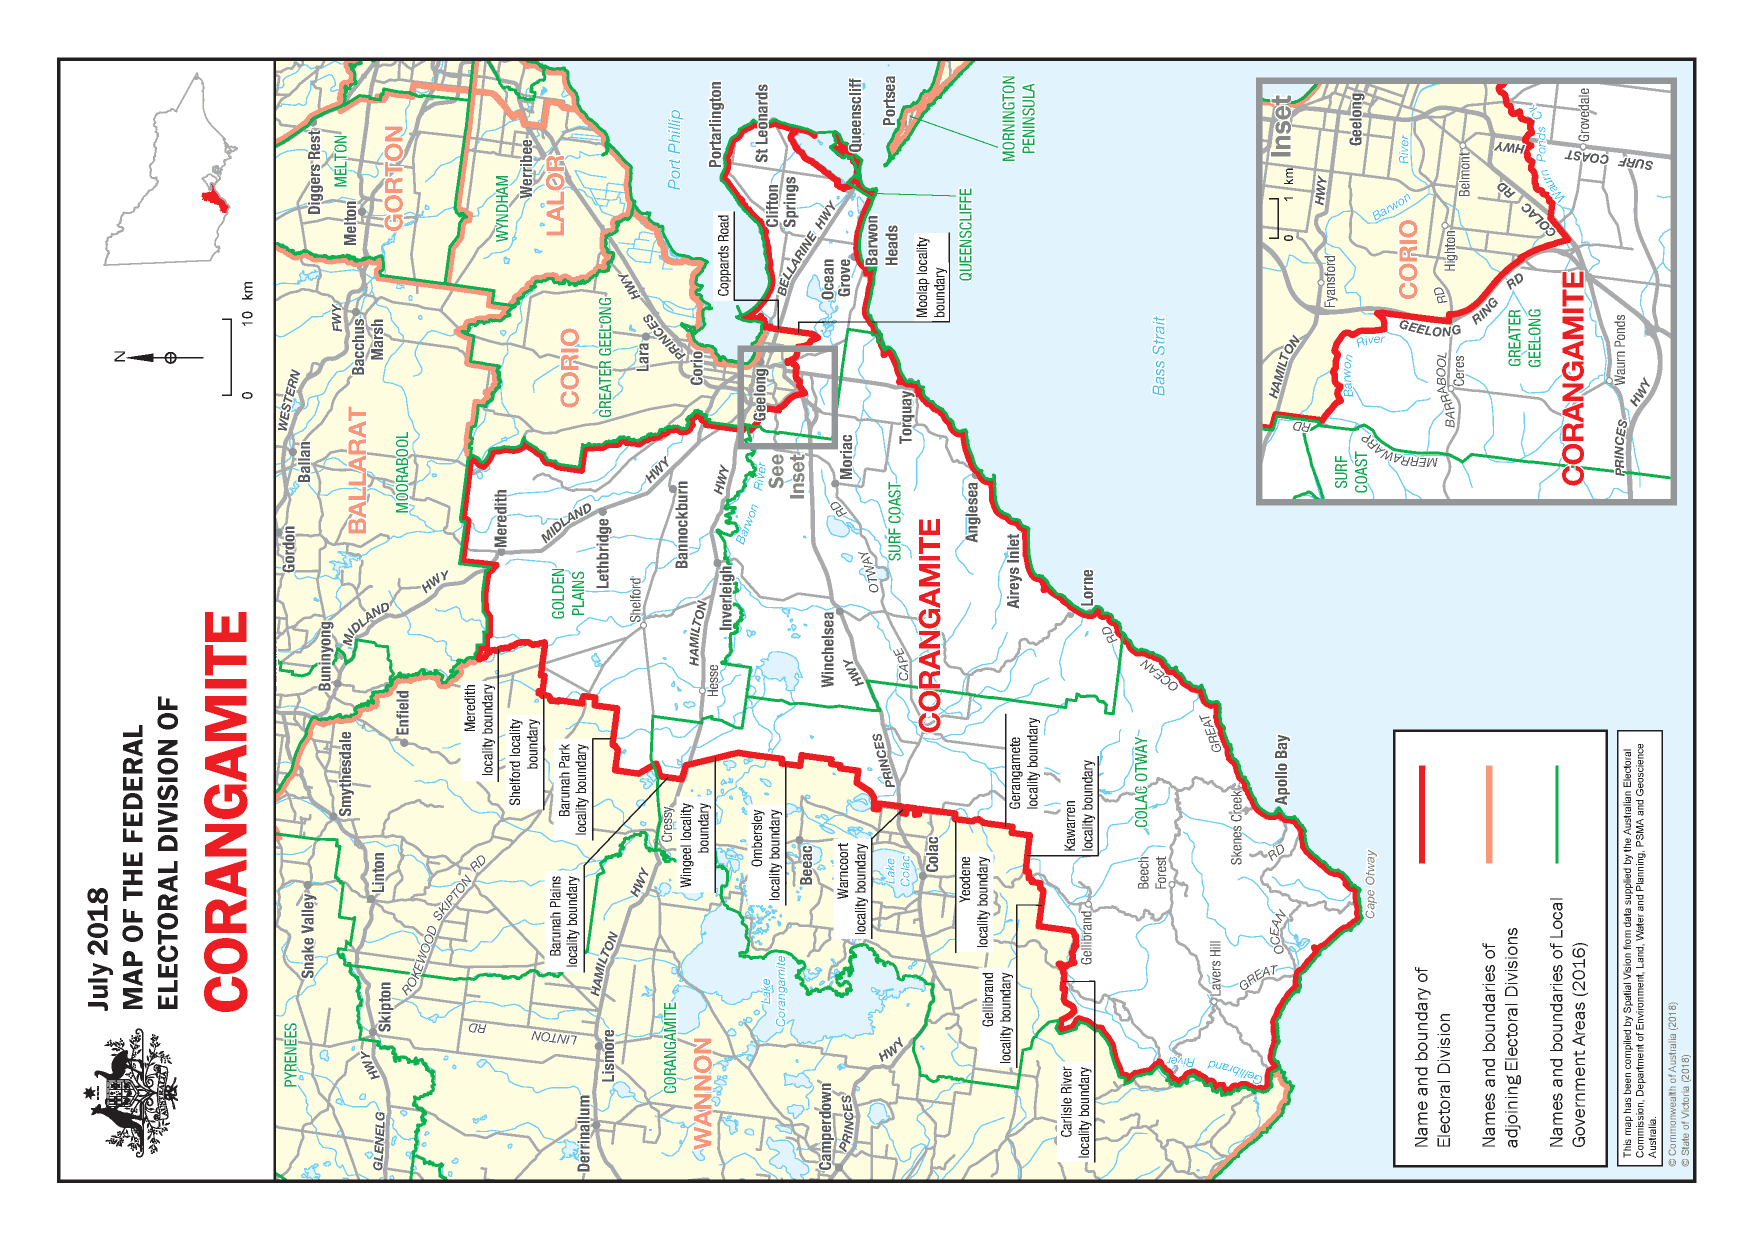 July 2018
MAP OF THE FEDERAL
ELECTORAL DIVISION OF
CORANGAMITE
N
0 10 km
PYRENEES
Snake Valley
Skipton
HWY
GLENELG
Linton
Smythesdale
ROKEWOOD SKIPTON RD
LINTON RD
Lismore
Derrinallum
HAMILTON HWY
CORANGAMITE
WANNON
Camperdown
PRINCES
HWY
Lake
Corangamite
Enfield
Buninyong
MIDLAND HWY
Gordon
Ballan
WESTERN
FWY
Bacchus
Marsh
BALLARAT
MOORABOOL
Diggers Rest
MELTON
Melton
GORTON
WYNDHAM
Werribee
LALOR
CORIO
GREATER GEELONG
Lara
PRINCES
HWY
Corio
Geelong
Port Phillip
Portarlington
St Leonards
Clifton
Springs
Queenscliff
Portsea
MORNINGTON
PENINSULA
QUEENSCLIFFE
BELLARINE HWY
Ocean
Grove
Barwon
Heads
Coppards Road
Moolap locality
boundary
See
Inset
Meredith
MIDLAND HWY
Lethbridge
Bannockburn
GOLDEN
PLAINS
Shelford
HAMILTON HWY
Inverleigh
Hesse
Barwon River
Moriac
Torquay
Winchelsea
HWY
PRINCES
CAPE OTWAY RD
SURF COAST
Anglesea
Aireys Inlet
Lorne
CORANGAMITE
Bass Strait
Meredith
locality boundary
Shelford locality
boundary
Barunah Park
locality boundary
Barunah Plains
locality boundary
Cressy
Wingeel locality
boundary
Ombersley
locality boundary
Beeac
Warncoort
locality boundary
Lake
Colac
Colac
Yeodene
locality boundary
Gerangamete
locality boundary
Kawarren
locality boundary
Gellibrand
locality boundary
Carlisle River
locality boundary
COLAC OTWAY
GREAT OCEAN RD
Apollo Bay
Skenes Creek
RD
Beech
Forest
Gellibrand
Lavers Hill
GREAT OCEAN
Cape Otway
Gellibrand River
Inset
0 1 km
Geelong
HWY
HAMILTON
Fyansford
River
Barwon
Belmont
HWY
Highton
RD
COLAC
RD
Waurn Ponds Ck
Grovedale
SURF COAST
CORIO
GEELONG RING RD
Barwon River
BARRABOOL
Ceres
GREATER
GEELONG
CORANGAMITE
Waurn Ponds
PRINCES HWY
RD
MERRAWARP
SURF
COAST
Name and boundary of
Electoral Division
Names and boundaries of
adjoining Electoral Divisions
Names and boundaries of Local
Government Areas (2016)
This map has been compiled by Spatial Vision from data supplied by the Australian Electoral
Commission, Department of Environment, Land, Water and Planning, PSMA and Geoscience
Australia.
© Commonwealth of Australia (2018)
© State of Victoria (2018)